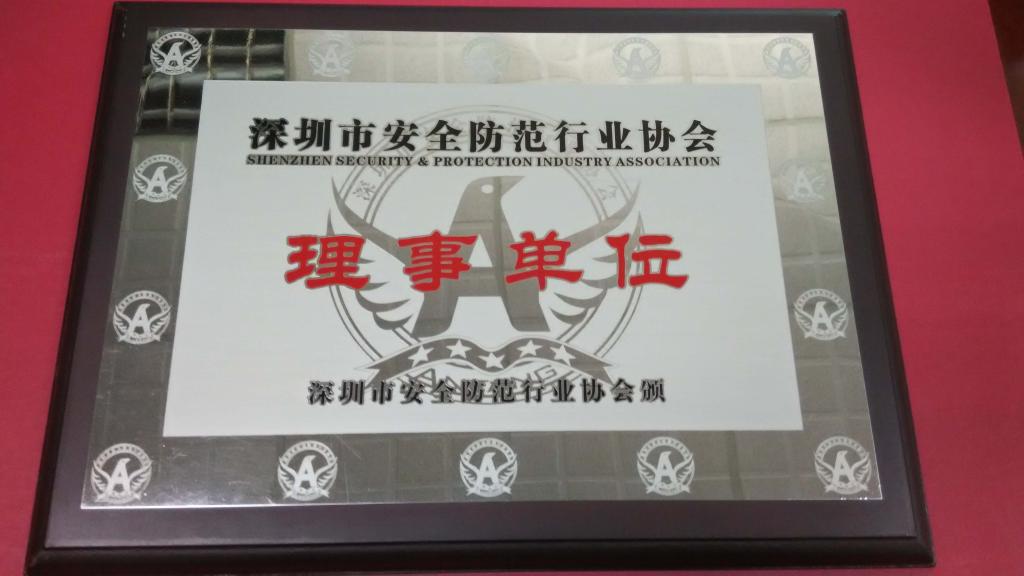 深圳市安全防范行业协会
SHENZHEN SECURITY & PROTECTION INDUSTRY ASSOCIATION
理事单位
深圳市安全防范行业协会颁